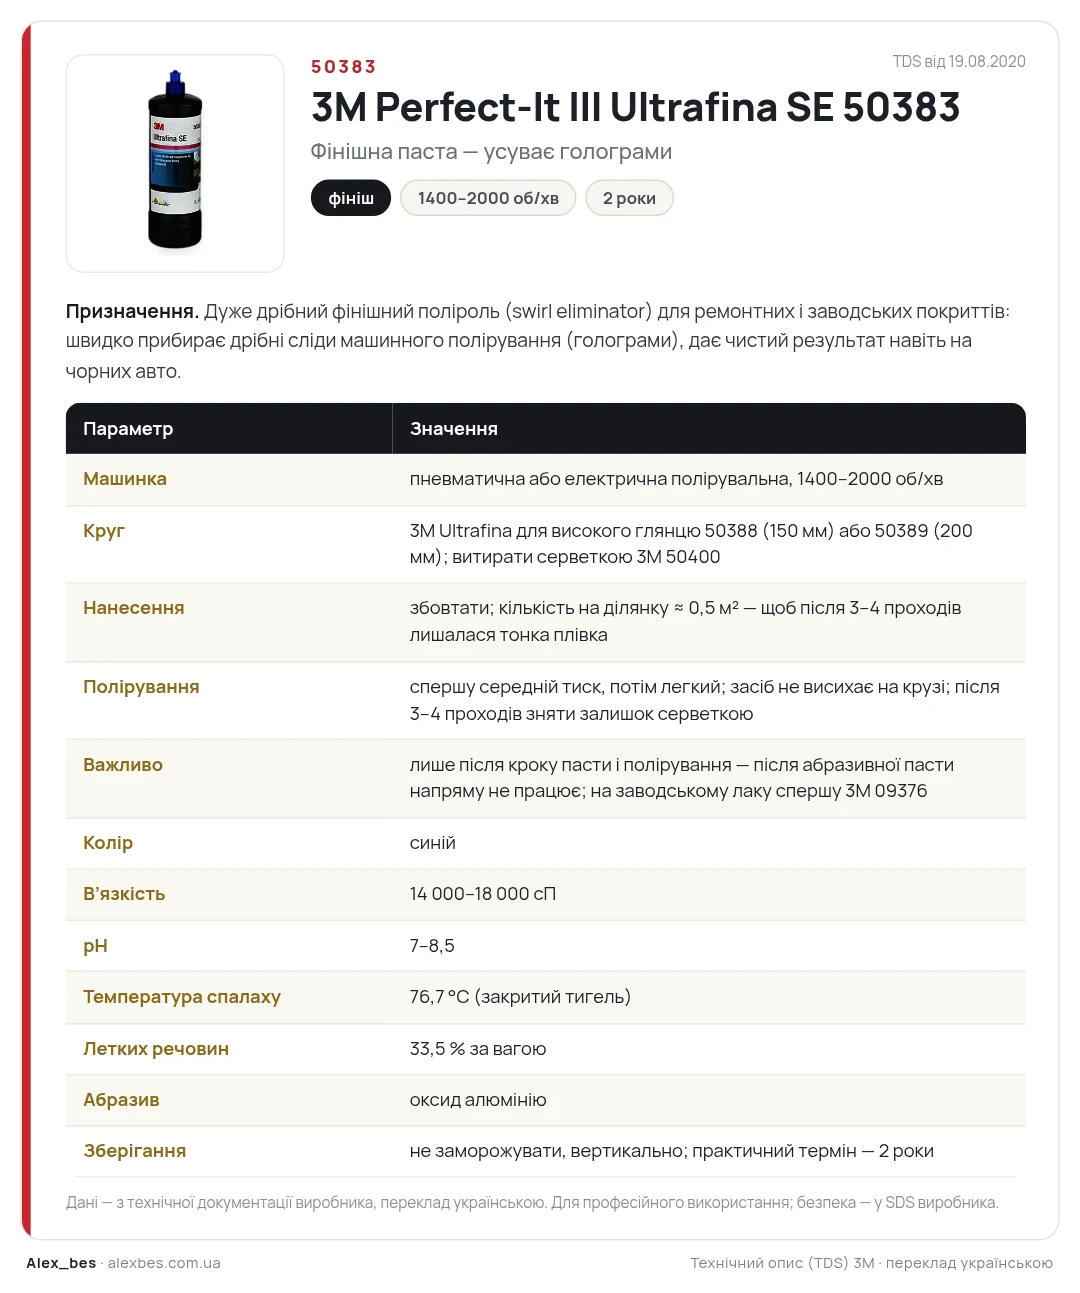 50383
TDS від 19.08.2020
3M Perfect-It III Ultrafina SE 50383
Фінішна паста — усуває голограми
фініш
1400–2000 об/хв
2 роки
3M
Ultrafina SE
Призначення. Дуже дрібний фінішний поліроль (swirl eliminator) для ремонтних і заводських покриттів:
швидко прибирає дрібні сліди машинного полірування (голограми), дає чистий результат навіть на
чорних авто.
Параметр Значення
Машинка пневматична або електрична полірувальна, 1400–2000 об/хв
Круг 3M Ultrafina для високого глянцю 50388 (150 мм) або 50389 (200
мм); витирати серветкою 3M 50400
Нанесення збовтати; кількість на ділянку ≈ 0,5 м² — щоб після 3–4 проходів
лишалася тонка плівка
Полірування спершу середній тиск, потім легкий; засіб не висихає на крузі; після
3–4 проходів зняти залишок серветкою
Важливо лише після кроку пасти і полірування — після абразивної пасти
напряму не працює; на заводському лаку спершу 3M 09376
Колір синій
В'язкість 14 000–18 000 сП
pH 7–8,5
Температура спалаху 76,7 °C (закритий тигель)
Летких речовин 33,5 % за вагою
Абразив оксид алюмінію
Зберігання не заморожувати, вертикально; практичний термін — 2 роки
Дані — з технічної документації виробника, переклад українською. Для професійного використання; безпека — у SDS виробника.
Alex_bes · alexbes.com.ua
Технічний опис (TDS) 3M · переклад українською